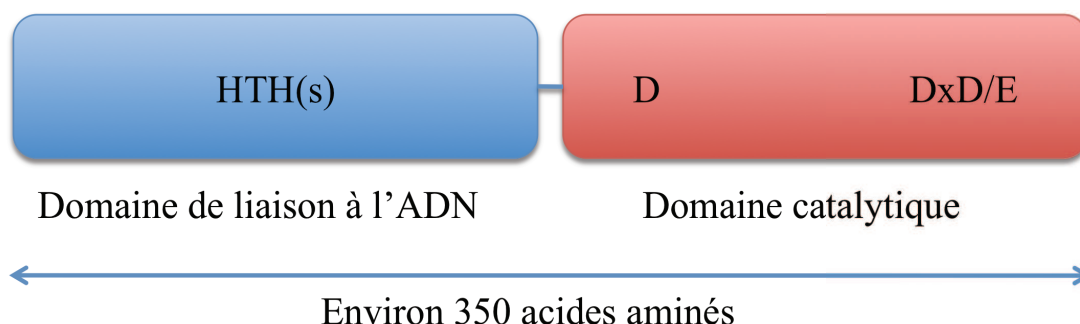 HTH(s) D DxD/E
Domaine de liaison à l’ADN Domaine catalytique
Environ 350 acides aminés